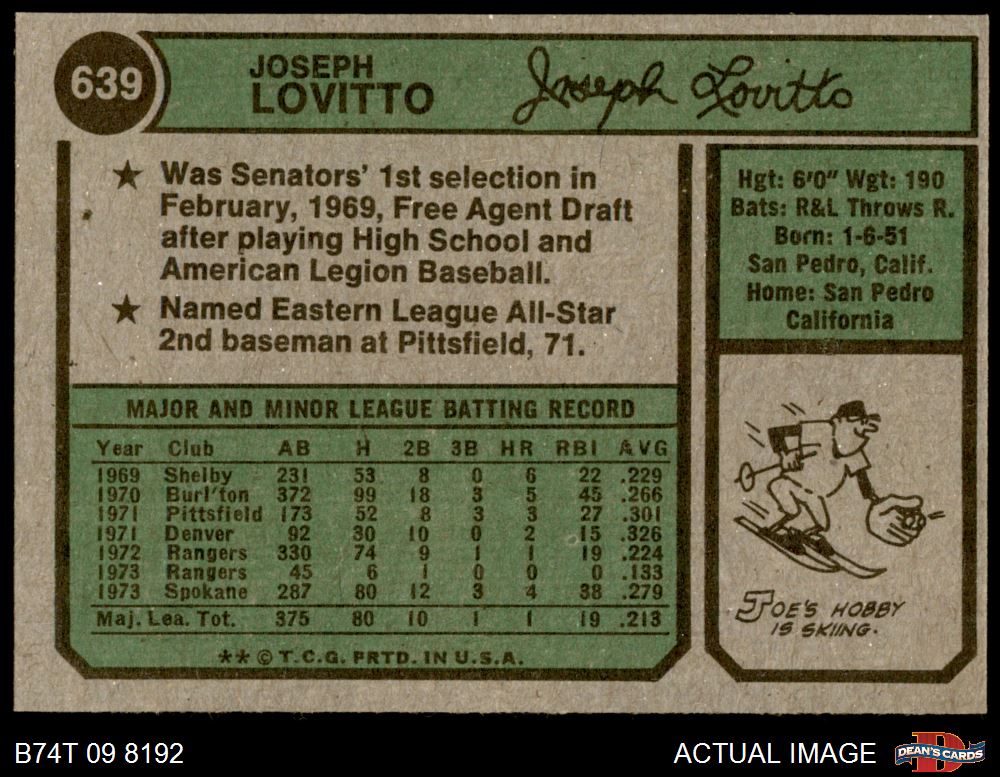 639
JOSEPH
LOVITTO
Joseph Lovitto
★ Was Senators' 1st selection in
February, 1969, Free Agent Draft
after playing High School and
American Legion Baseball.
★ Named Eastern League All-Star
2nd baseman at Pittsfield, 71.
Hgt: 6'0" Wgt: 190
Bats: R&L Throws R.
Born: 1-6-51
San Pedro, Calif.
Home: San Pedro
California
MAJOR AND MINOR LEAGUE BATTING RECORD
Year Club AB H 2B 3B HR RBI AVG
1969 Shelby 231 53 8 0 6 22 .229
1970 Burl'ton 372 99 18 3 5 45 .266
1971 Pittsfield 173 52 8 3 3 27 .301
1971 Denver 92 30 10 0 2 15 .326
1972 Rangers 330 74 9 1 1 19 .224
1973 Rangers 45 6 1 0 0 0 .133
1973 Spokane 287 80 12 3 4 38 .279
Maj. Lea. Tot. 375 80 10 1 1 19 .213
** © T.C.G. PRTD. IN U.S.A.
JOE'S HOBBY
IS SKIING.
B74T 09 8192
ACTUAL IMAGE
D
DEAN'S CARDS